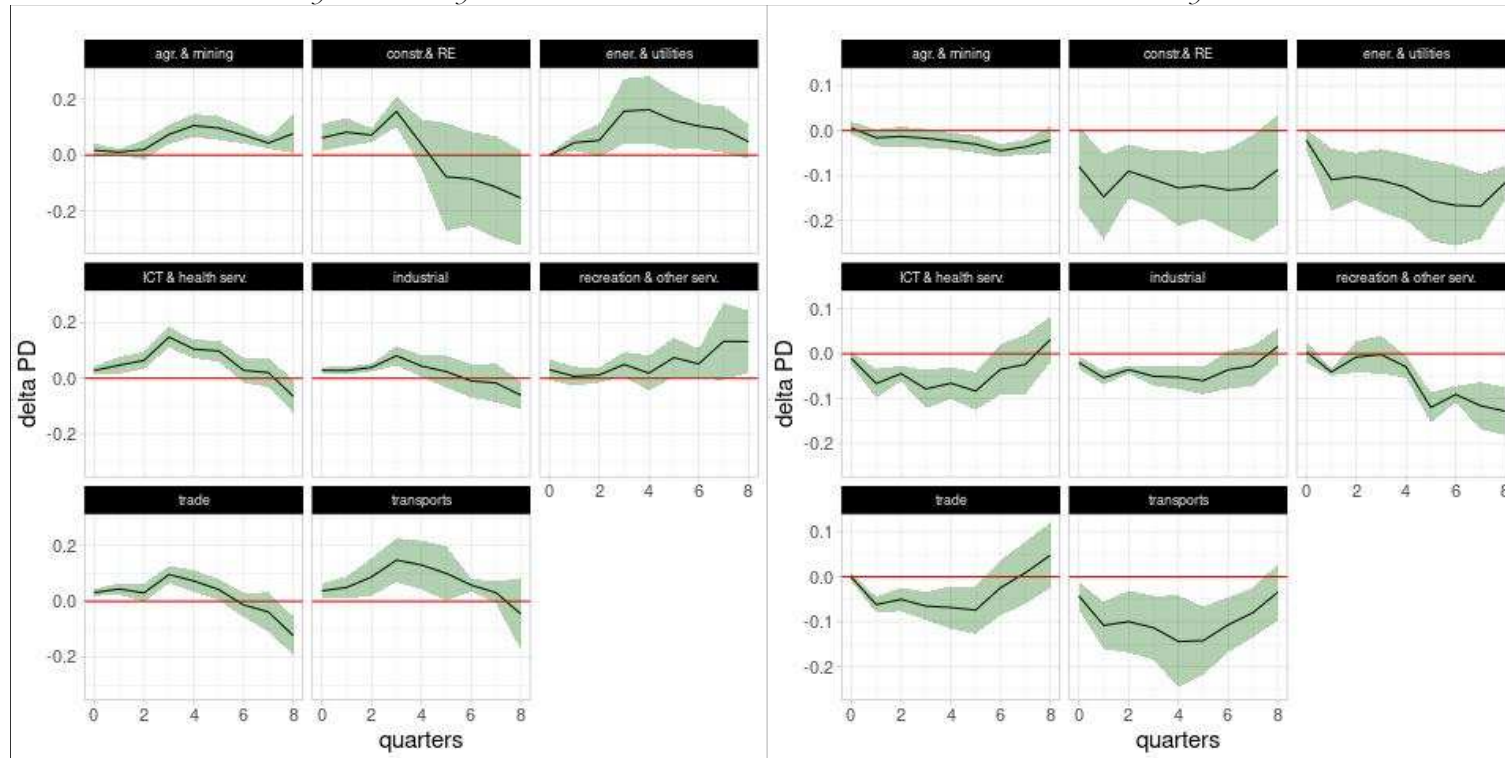 agr. & mining
constr.& RE
ener. & utilities
0.2
0.0
-0.2
ICT & health serv.
industrial
recreation & other serv.
0.2
0.0
-0.2
0 2 4 6 8
trade
transports
0.2
0.0
-0.2
0 2 4 6 8
0 2 4 6 8
delta PD
quarters
agr. & mining
constr.& RE
ener. & utilities
0.1
0.0
-0.1
-0.2
ICT & health serv.
industrial
recreation & other serv.
0.1
0.0
-0.1
-0.2
0 2 4 6 8
trade
transports
0.1
0.0
-0.1
-0.2
0 2 4 6 8
0 2 4 6 8
delta PD
quarters